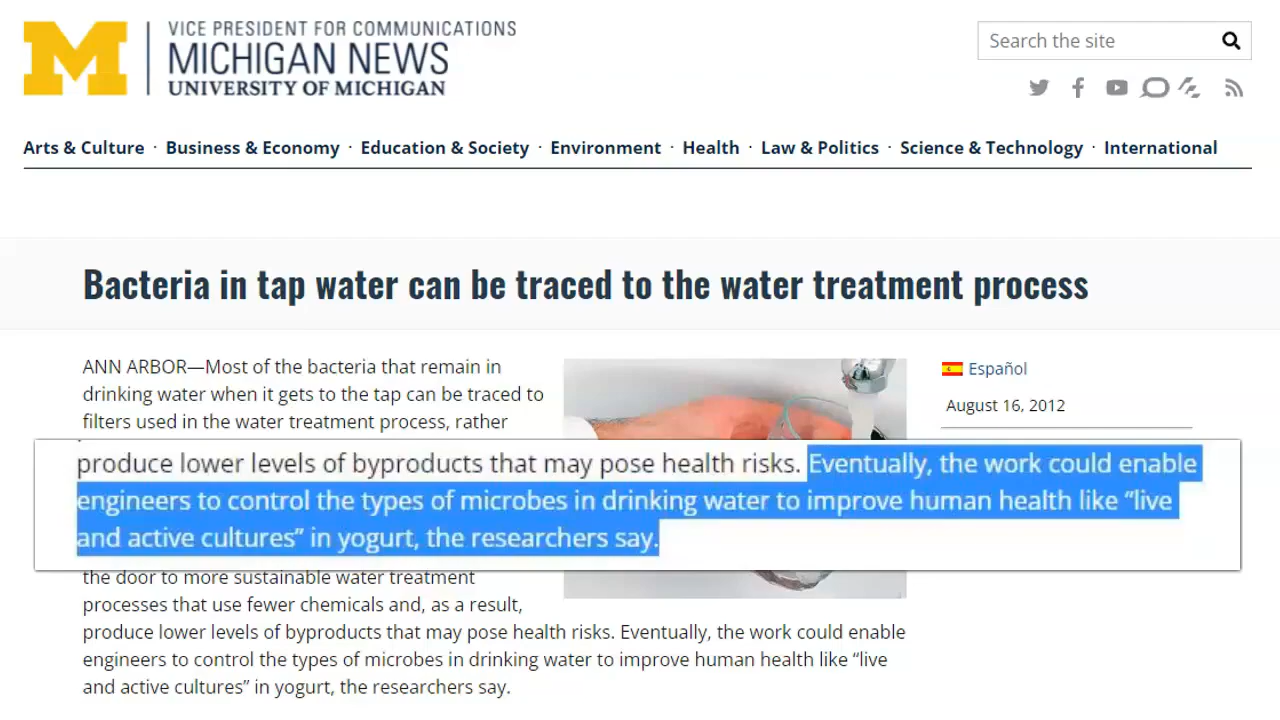 VICE PRESIDENT FOR COMMUNICATIONS
MICHIGAN NEWS
UNIVERSITY OF MICHIGAN
Search the site
Arts & Culture · Business & Economy · Education & Society · Environment · Health · Law & Politics · Science & Technology · International
Bacteria in tap water can be traced to the water treatment process
ANN ARBOR—Most of the bacteria that remain in
drinking water when it gets to the tap can be traced to
filters used in the water treatment process, rather
Español
August 16, 2012
produce lower levels of byproducts that may pose health risks. Eventually, the work could enable
engineers to control the types of microbes in drinking water to improve human health like “live
and active cultures” in yogurt, the researchers say.
the door to more sustainable water treatment
processes that use fewer chemicals and, as a result,
produce lower levels of byproducts that may pose health risks. Eventually, the work could enable
engineers to control the types of microbes in drinking water to improve human health like “live
and active cultures” in yogurt, the researchers say.